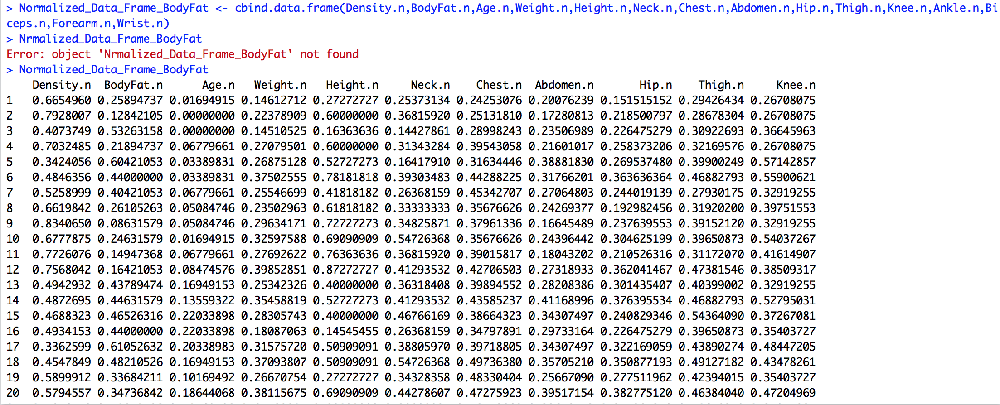 > Normalized_Data_Frame_BodyFat <- cbind.data.frame(Density.n,BodyFat.n,Age.n,Weight.n,Height.n,Neck.n,Chest.n,Abdomen.n,Hip.n,Thigh.n,Knee.n,Ankle.n,Bi
ceps.n,Forearm.n,Wrist.n)
> Nrmalized_Data_Frame_BodyFat
Error: object 'Nrmalized_Data_Frame_BodyFat' not found
> Normalized_Data_Frame_BodyFat
Density.n BodyFat.n Age.n Weight.n Height.n Neck.n Chest.n Abdomen.n Hip.n Thigh.n Knee.n
1 0.6654960 0.25894737 0.01694915 0.14612712 0.27272727 0.25373134 0.24253076 0.20076239 0.151515152 0.29426434 0.26708075
2 0.7928007 0.12842105 0.00000000 0.22378909 0.60000000 0.36815920 0.25131810 0.17280813 0.218500797 0.28678304 0.26708075
3 0.4073749 0.53263158 0.00000000 0.14510525 0.16363636 0.14427861 0.28998243 0.23506989 0.226475279 0.30922693 0.36645963
4 0.7032485 0.21894737 0.06779661 0.27079501 0.60000000 0.31343284 0.39543058 0.21601017 0.258373206 0.32169576 0.26708075
5 0.3424056 0.60421053 0.03389831 0.26875128 0.52727273 0.16417910 0.31634446 0.38881830 0.269537480 0.39900249 0.57142857
6 0.4846356 0.44000000 0.03389831 0.37502555 0.78181818 0.39303483 0.44288225 0.31766201 0.363636364 0.46882793 0.55900621
7 0.5258999 0.40421053 0.06779661 0.25546699 0.41818182 0.26368159 0.45342707 0.27064803 0.244019139 0.27930175 0.32919255
8 0.6619842 0.26105263 0.05084746 0.23502963 0.61818182 0.33333333 0.35676626 0.24269377 0.192982456 0.31920200 0.39751553
9 0.8340650 0.08631579 0.05084746 0.29634171 0.72727273 0.34825871 0.37961336 0.16645489 0.237639553 0.39152120 0.32919255
10 0.6777875 0.24631579 0.01694915 0.32597588 0.69090909 0.54726368 0.35676626 0.24396442 0.304625199 0.39650873 0.54037267
11 0.7726076 0.14947368 0.06779661 0.27692622 0.76363636 0.36815920 0.39015817 0.18043202 0.210526316 0.31172070 0.41614907
12 0.7568042 0.16421053 0.08474576 0.39852851 0.87272727 0.41293532 0.42706503 0.27318933 0.362041467 0.47381546 0.38509317
13 0.4942932 0.43789474 0.16949153 0.25342326 0.40000000 0.36318408 0.39894552 0.28208386 0.301435407 0.40399002 0.32919255
14 0.4872695 0.44631579 0.13559322 0.35458819 0.52727273 0.41293532 0.43585237 0.41168996 0.376395534 0.46882793 0.52795031
15 0.4688323 0.46526316 0.22033898 0.28305743 0.40000000 0.46766169 0.38664323 0.34307497 0.240829346 0.54364090 0.37267081
16 0.4934153 0.44000000 0.22033898 0.18087063 0.14545455 0.26368159 0.34797891 0.29733164 0.226475279 0.39650873 0.35403727
17 0.3362599 0.61052632 0.20338983 0.31575720 0.50909091 0.38805970 0.39718805 0.34307497 0.322169059 0.43890274 0.48447205
18 0.4547849 0.48210526 0.16949153 0.37093807 0.50909091 0.54726368 0.49736380 0.35705210 0.350877193 0.49127182 0.43478261
19 0.5899912 0.33684211 0.10169492 0.26670754 0.27272727 0.34328358 0.48330404 0.25667090 0.277511962 0.42394015 0.35403727
20 0.5794557 0.34736842 0.18644068 0.38115675 0.69090909 0.44278607 0.47275923 0.39517154 0.382775120 0.46384040 0.47204969